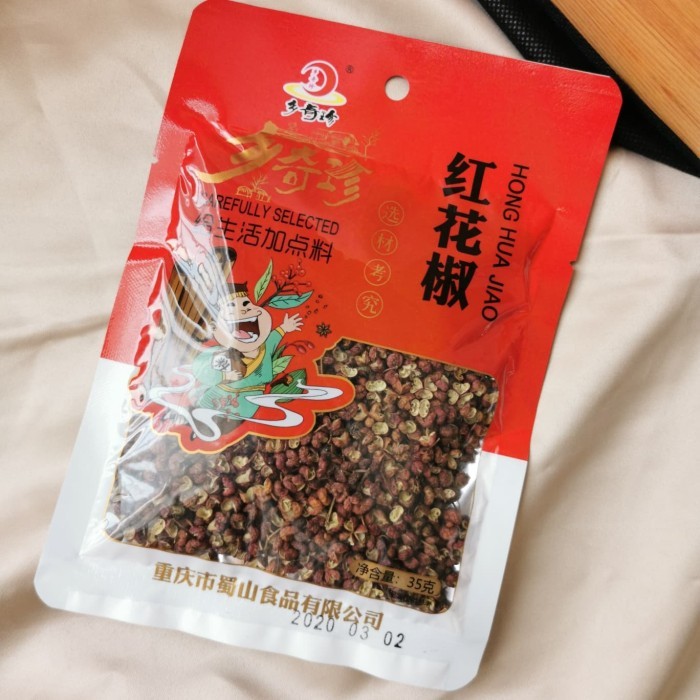 乡奇珍
®
乡奇珍
CAREFULLY SELECTED
给生活加点料
选材考究
红花椒
HONG HUA JIAO
净含量：35克
重庆市蜀山食品有限公司
2020 03 02